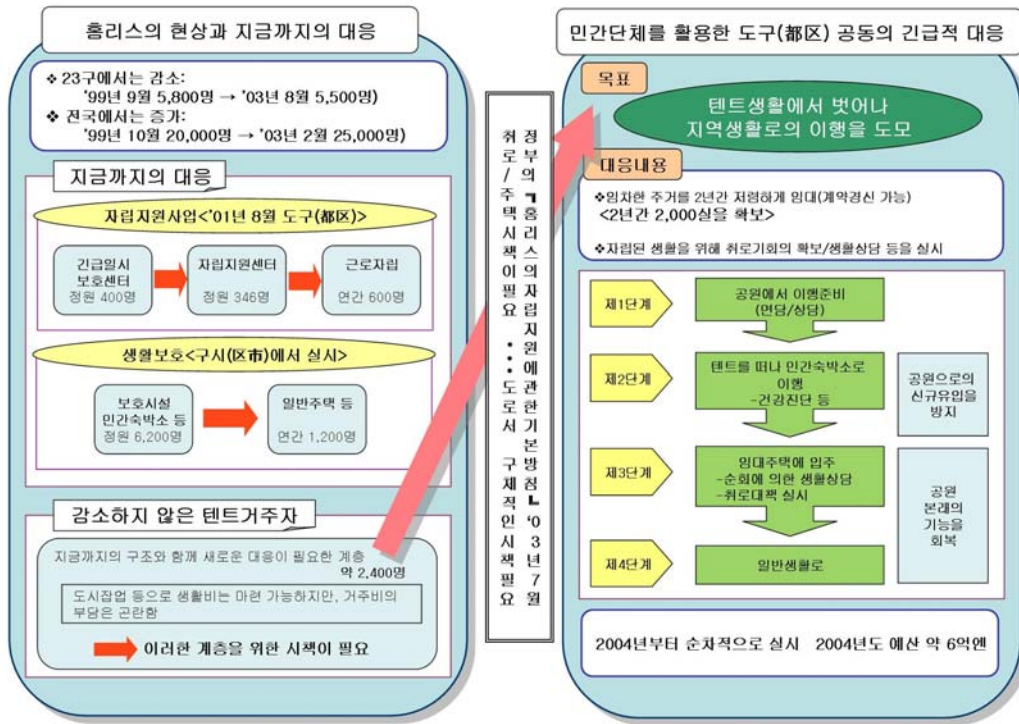 홈리스의 현상과 지금까지의 대응
❖ 23구에서는 감소:
'99년 9월 5,800명 → '03년 8월 5,500명)
❖ 전국에서는 증가:
'99년 10월 20,000명 → '03년 2월 25,000명)
지금까지의 대응
자립지원사업<'01년 8월 도구(都区)>
긴급일시
보호센터
정원 400명
자립지원센터
정원 346명
근로자립
연간 600명
생활보호<구시(区市)에서 실시>
보호시설
민간숙박소 등
정원 6,200명
일반주택 등
연간 1,200명
감소하지 않은 텐트거주자
지금까지의 구조와 함께 새로운 대응이 필요한 계층
약 2,400명
도시잡업 등으로 생활비는 마련 가능하지만, 거주비의
부담은 곤란함
이러한 계층을 위한 시책이 필요
정부의『홈리스의자립지원에관한기본방침』'03년7월
취로/주택시책이필요…도로서 구체적인시책필요
민간단체를 활용한 도구(都区) 공동의 긴급적 대응
목표
텐트생활에서 벗어나
지역생활로의 이행을 도모
대응내용
❖임차한 주거를 2년간 저렴하게 임대(계약경신 가능)
<2년간 2,000실을 확보>
❖자립된 생활을 위해 취로기회의 확보/생활상담 등을 실시
제1단계
공원에서 이행준비
(면담/상담)
제2단계
텐트를 떠나 민간숙박소로
이행
-건강진단 등
공원으로의
신규유입을
방지
제3단계
임대주택에 입주
-순회에 의한 생활상담
-취로대책 실시
공원
본래의
기능을
회복
제4단계
일반생활로
2004년부터 순차적으로 실시 2004년도 예산 약 6억엔